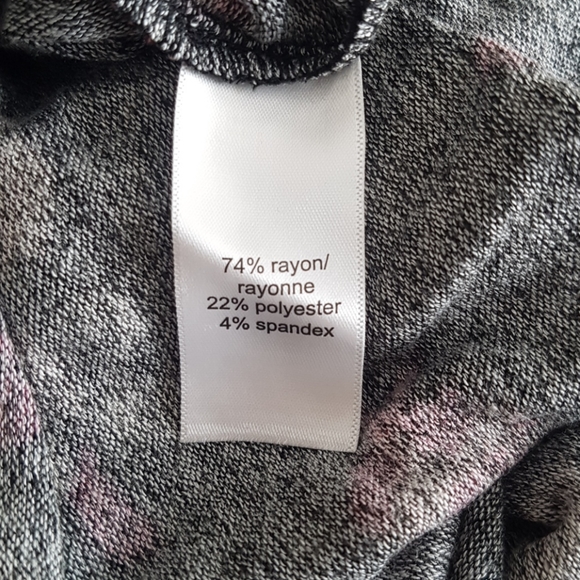 74% rayon/
rayonne
22% polyester
4% spandex